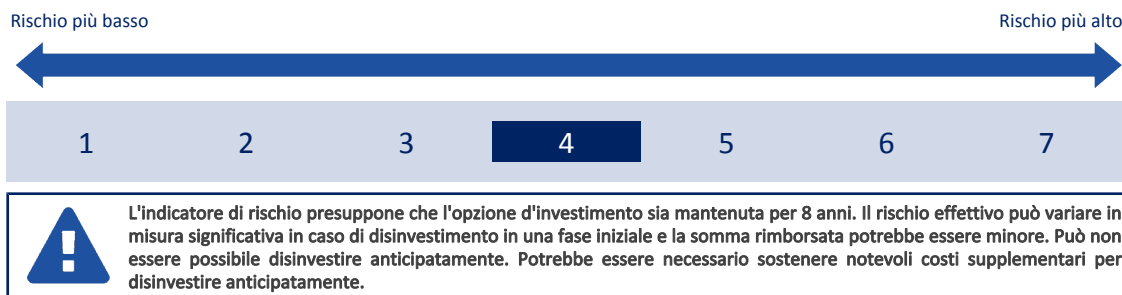 Rischio più basso
Rischio più alto
1 2 3 4 5 6 7
L'indicatore di rischio presuppone che l'opzione d'investimento sia mantenuta per 8 anni. Il rischio effettivo può variare in
misura significativa in caso di disinvestimento in una fase iniziale e la somma rimborsata potrebbe essere minore. Può non
essere possibile disinvestire anticipatamente. Potrebbe essere necessario sostenere notevoli costi supplementari per
disinvestire anticipatamente.